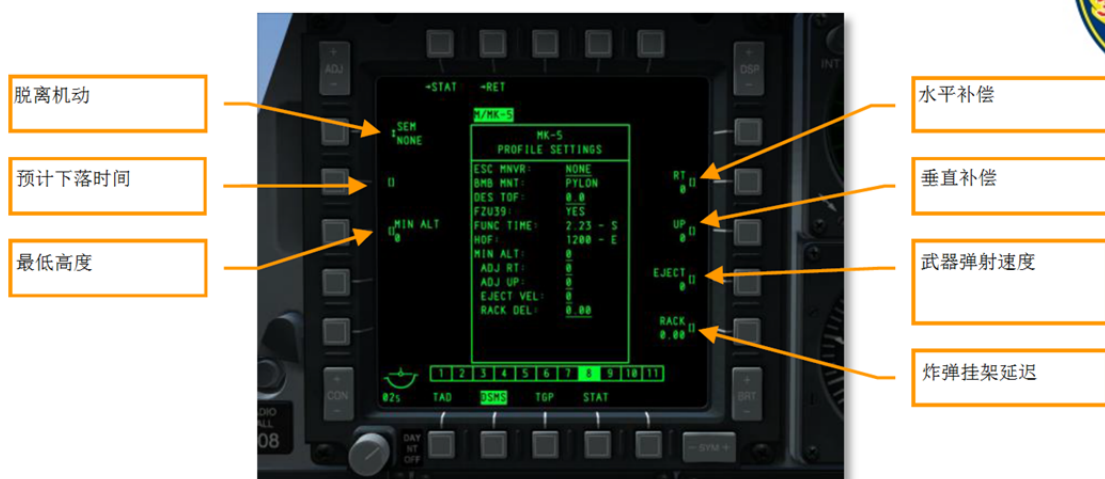 脱离机动
预计下落时间
最低高度
水平补偿
垂直补偿
武器弹射速度
炸弹挂架延迟
ADJ
DSP
INT
STAT
RET
M/MK-5
SEM
NONE
MK-5
PROFILE SETTINGS
ESC MNVR: NONE
BMB MNT: PYLON
DES TOF: 0.0
FZU39: YES
FUNC TIME: 2.23 - S
HOF: 1200 - E
MIN ALT: 0
ADJ RT: 0
ADJ UP: 0
EJECT VEL: 0
RACK DEL: 0.00
MIN ALT
0
RT
0
UP
0
EJECT
0
RACK
0.00
1 2 3 4 5 6 7 8 9 10 11
02s
TAD DSMS TGP STAT
CON
BRT
DAY
NT
OFF
- SYM +
08